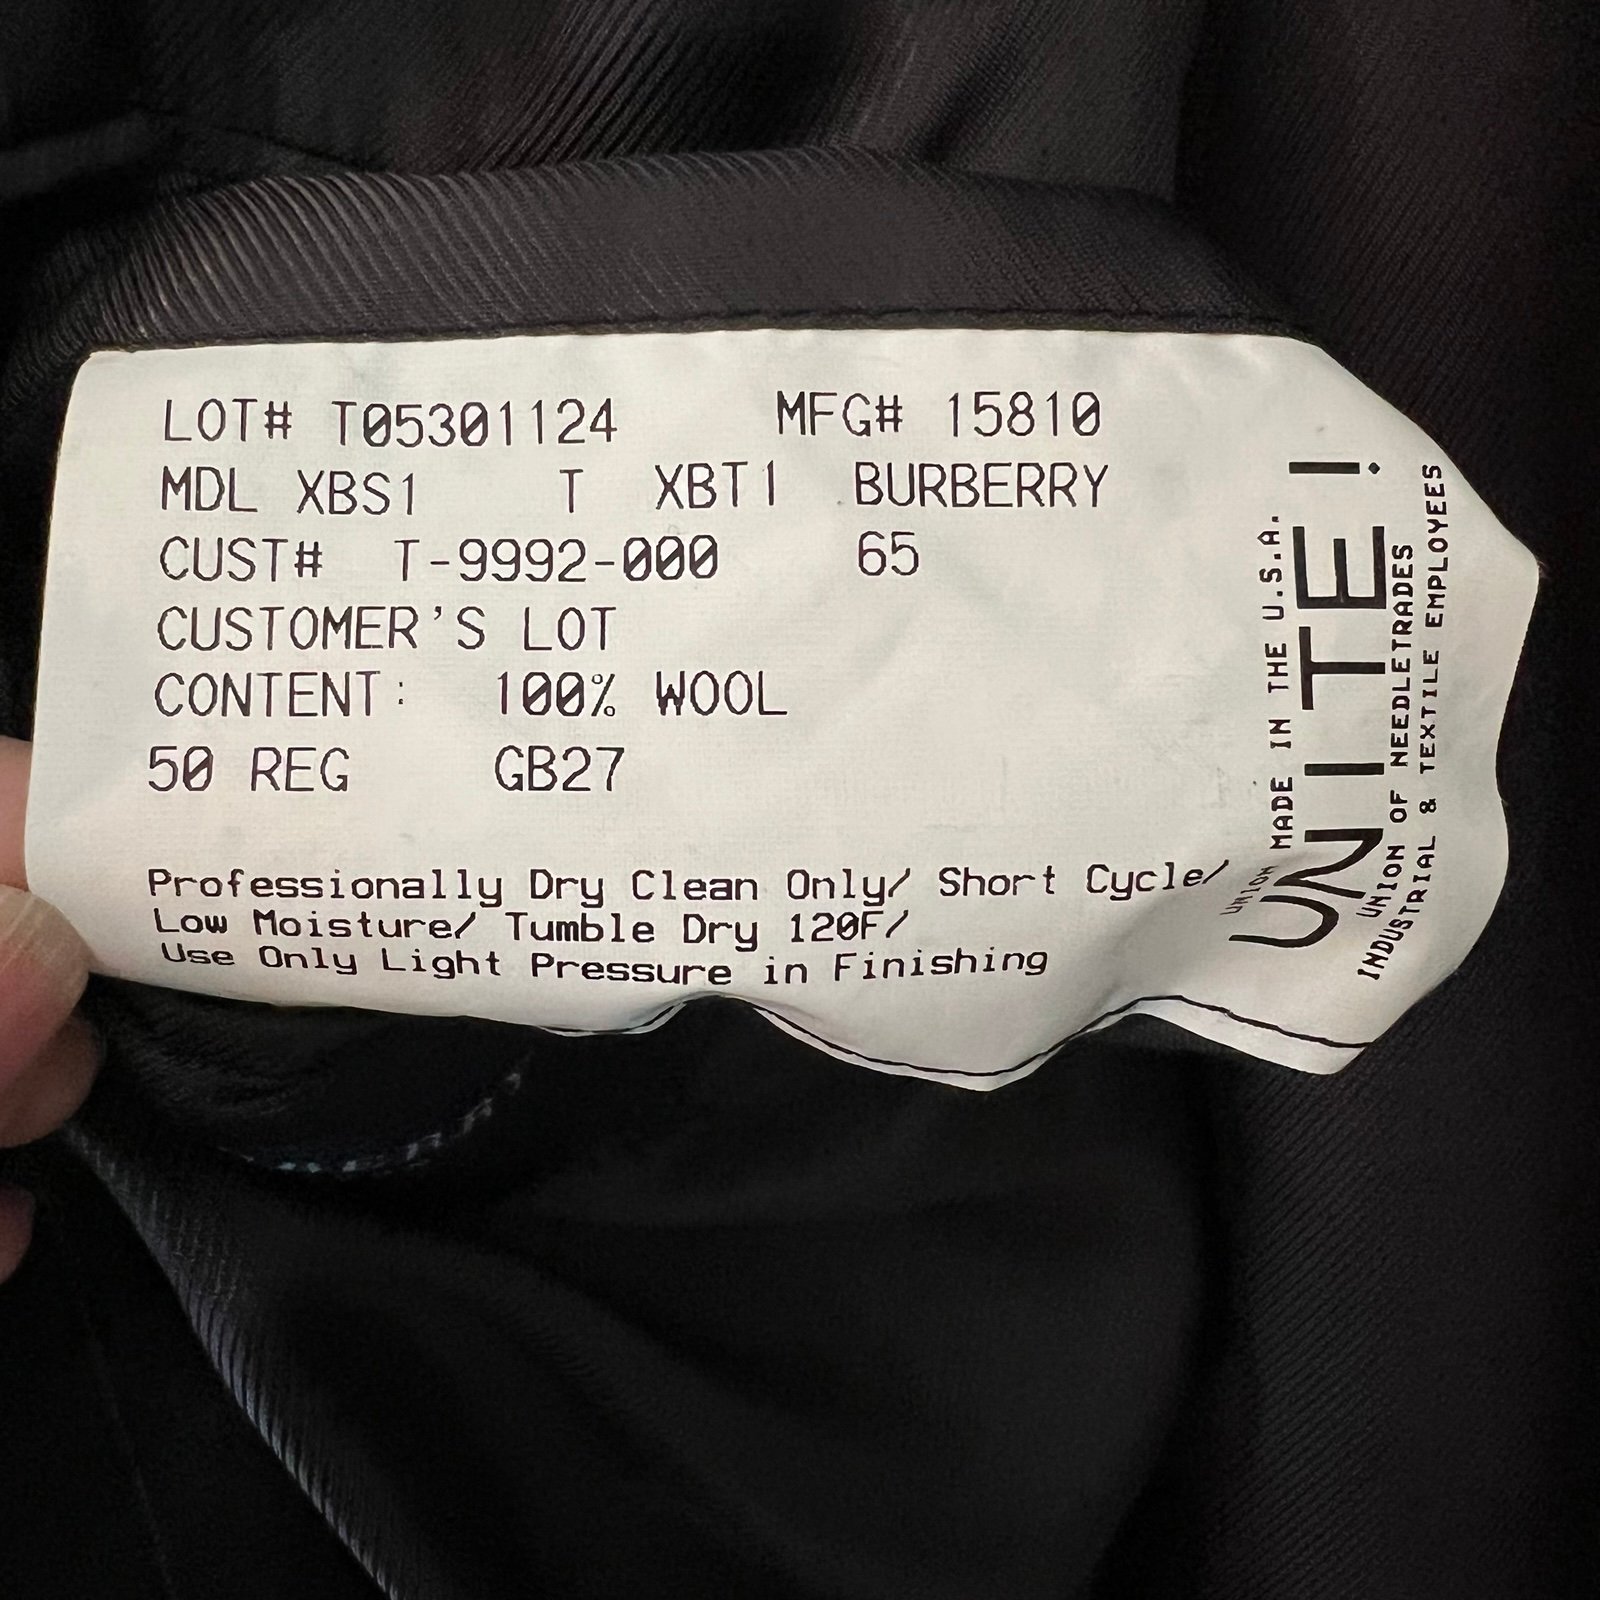 LOT# T05301124 MFG# 15810
MDL XBS1 T XBT1 BURBERRY
CUST# T-9992-000 65
CUSTOMER'S LOT
CONTENT: 100% WOOL
50 REG GB27
Professionally Dry Clean Only/ Short Cycle/
Low Moisture/ Tumble Dry 120F/
Use Only Light Pressure in Finishing
UNION MADE IN THE U.S.A.
UNITE!
UNION OF NEEDLETRADES
INDUSTRIAL & TEXTILE EMPLOYEES